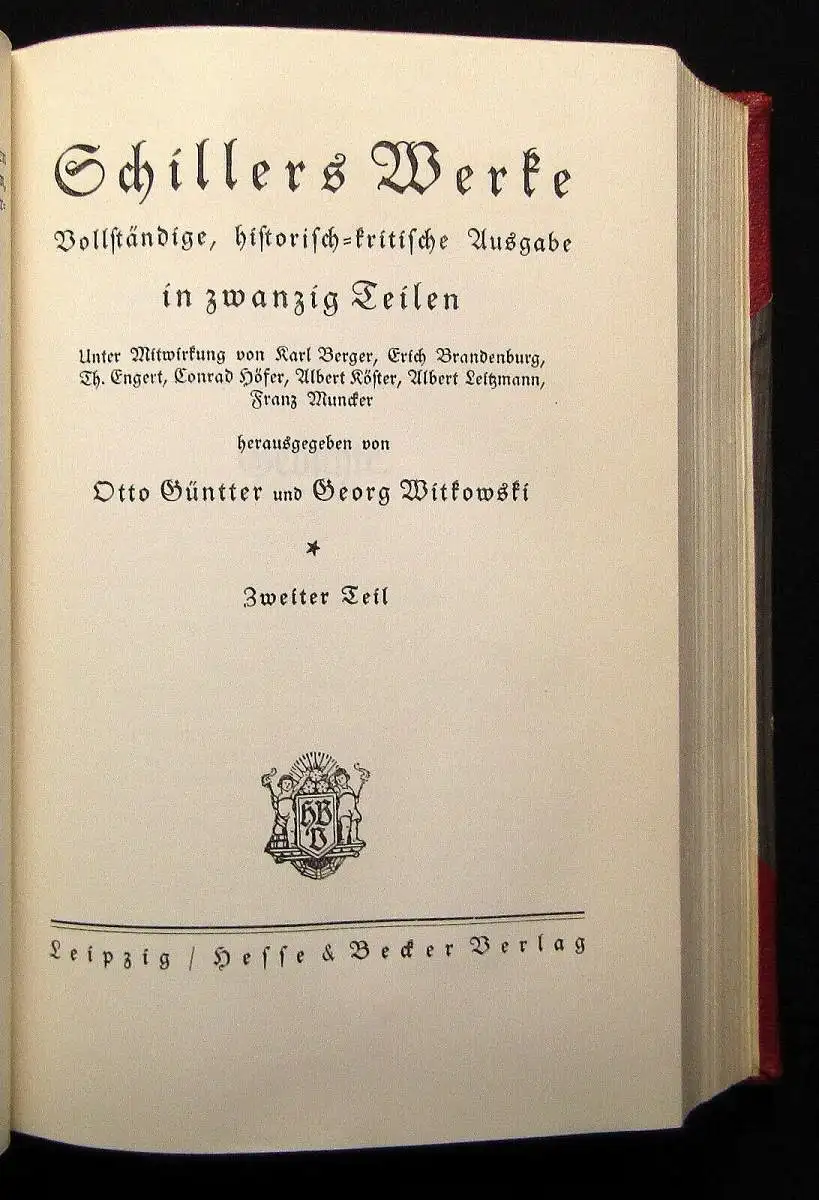 Schillers Werke
Vollständige, historisch-kritische Ausgabe
in zwanzig Teilen
Unter Mitwirkung von Karl Berger, Erich Brandenburg,
Th. Engert, Conrad Höfer, Albert Köster, Albert Leitzmann,
Franz Muncker
herausgegeben von
Otto Güntter und Georg Witkowski
Zweiter Teil
HB
V
Leipzig / Hesse & Becker Verlag